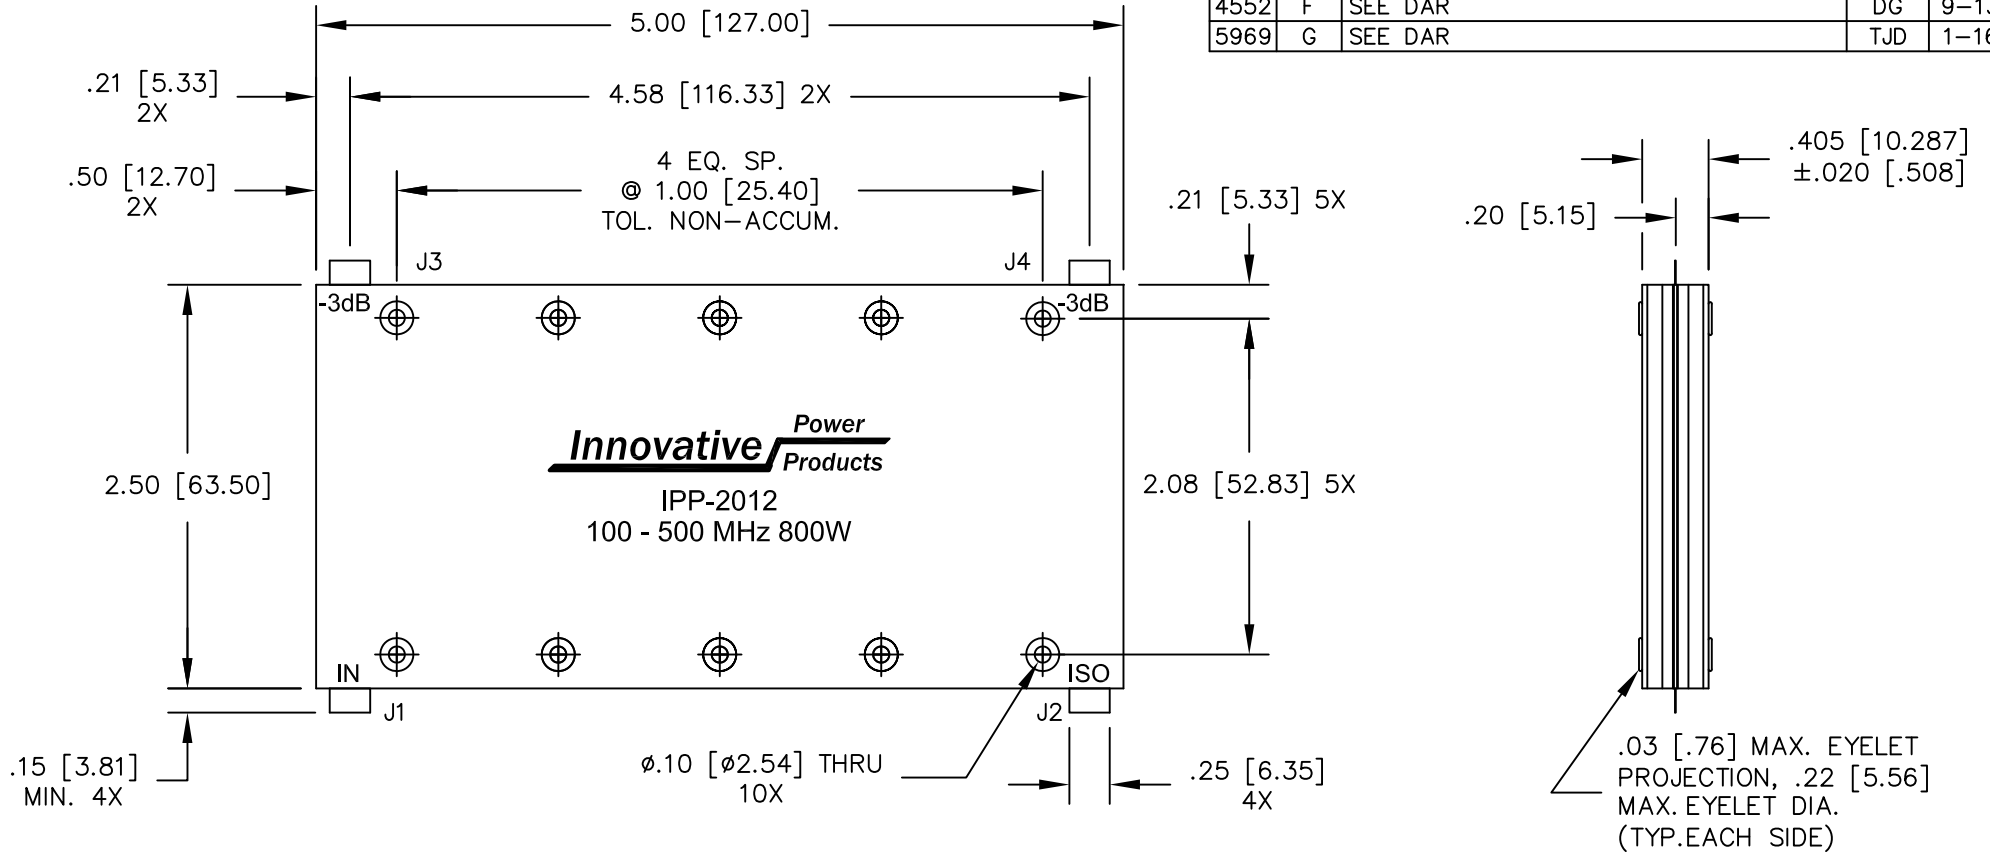 4552 F SEE DAR DG 9-13
5969 G SEE DAR TJD 1-16
5.00 [127.00]
.21 [5.33]
2X
4.58 [116.33] 2X
.50 [12.70]
2X
4 EQ. SP.
@ 1.00 [25.40]
TOL. NON-ACCUM.
.21 [5.33] 5X
.405 [10.287]
±.020 [.508]
.20 [5.15]
J3
J4
-3dB
-3dB
2.50 [63.50]
Innovative Power
Products
IPP-2012
100 - 500 MHz 800W
2.08 [52.83] 5X
IN
ISO
J1
J2
.15 [3.81]
MIN. 4X
ø.10 [ø2.54] THRU
10X
.25 [6.35]
4X
.03 [.76] MAX. EYELET
PROJECTION, .22 [5.56]
MAX. EYELET DIA.
(TYP.EACH SIDE)